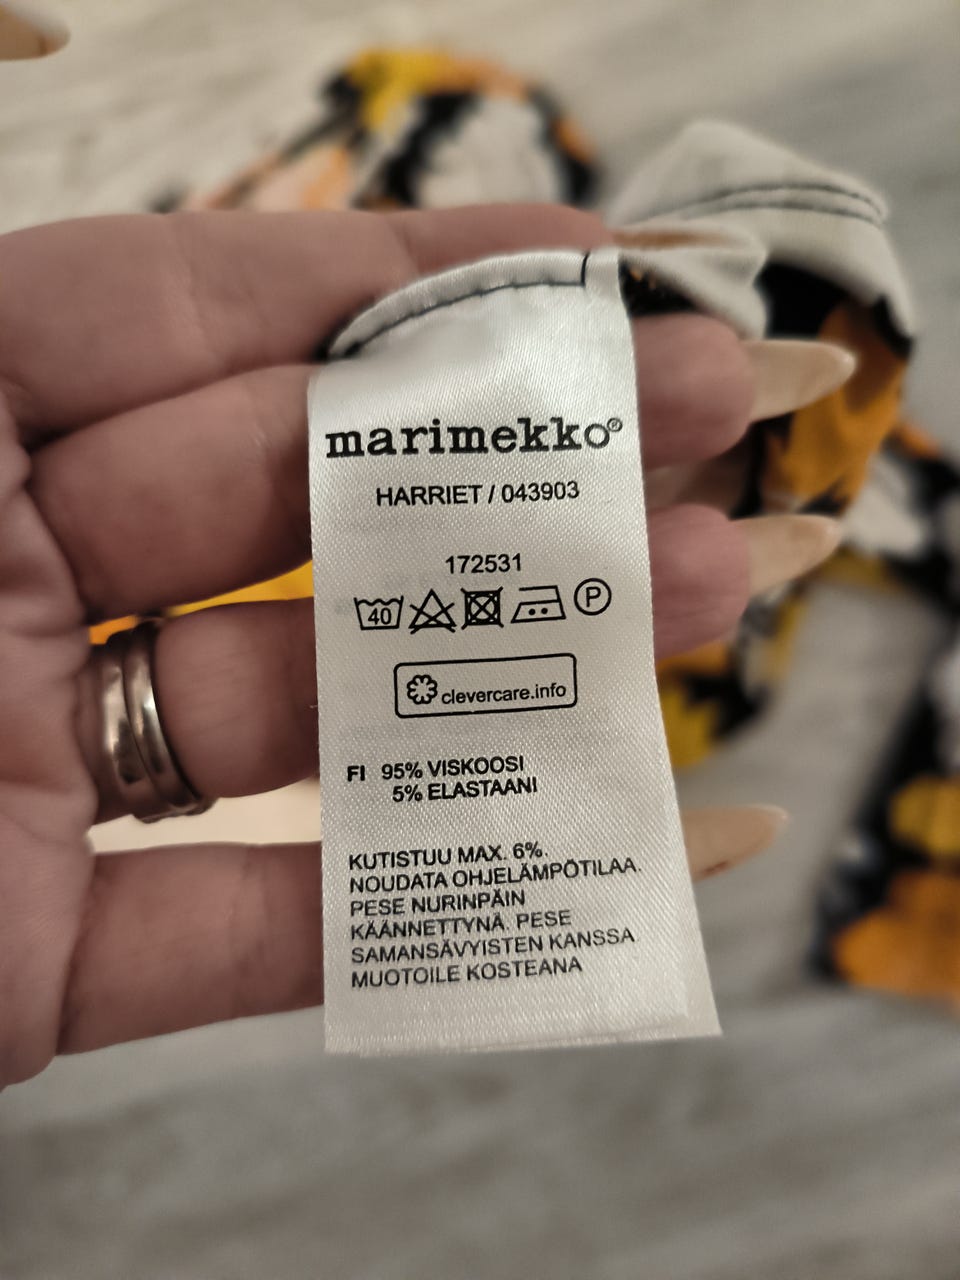 marimekko®
HARRIET / 043903
172531
40 P
clevercare.info
FI 95% VISKOOSI
5% ELASTAANI
KUTISTUU MAX. 6%.
NOUDATA OHJELÄMPÖTILAA.
PESE NURINPÄIN
KÄÄNNETTYNÄ. PESE
SAMANSÄVYISTEN KANSSA
MUOTOILE KOSTEANA